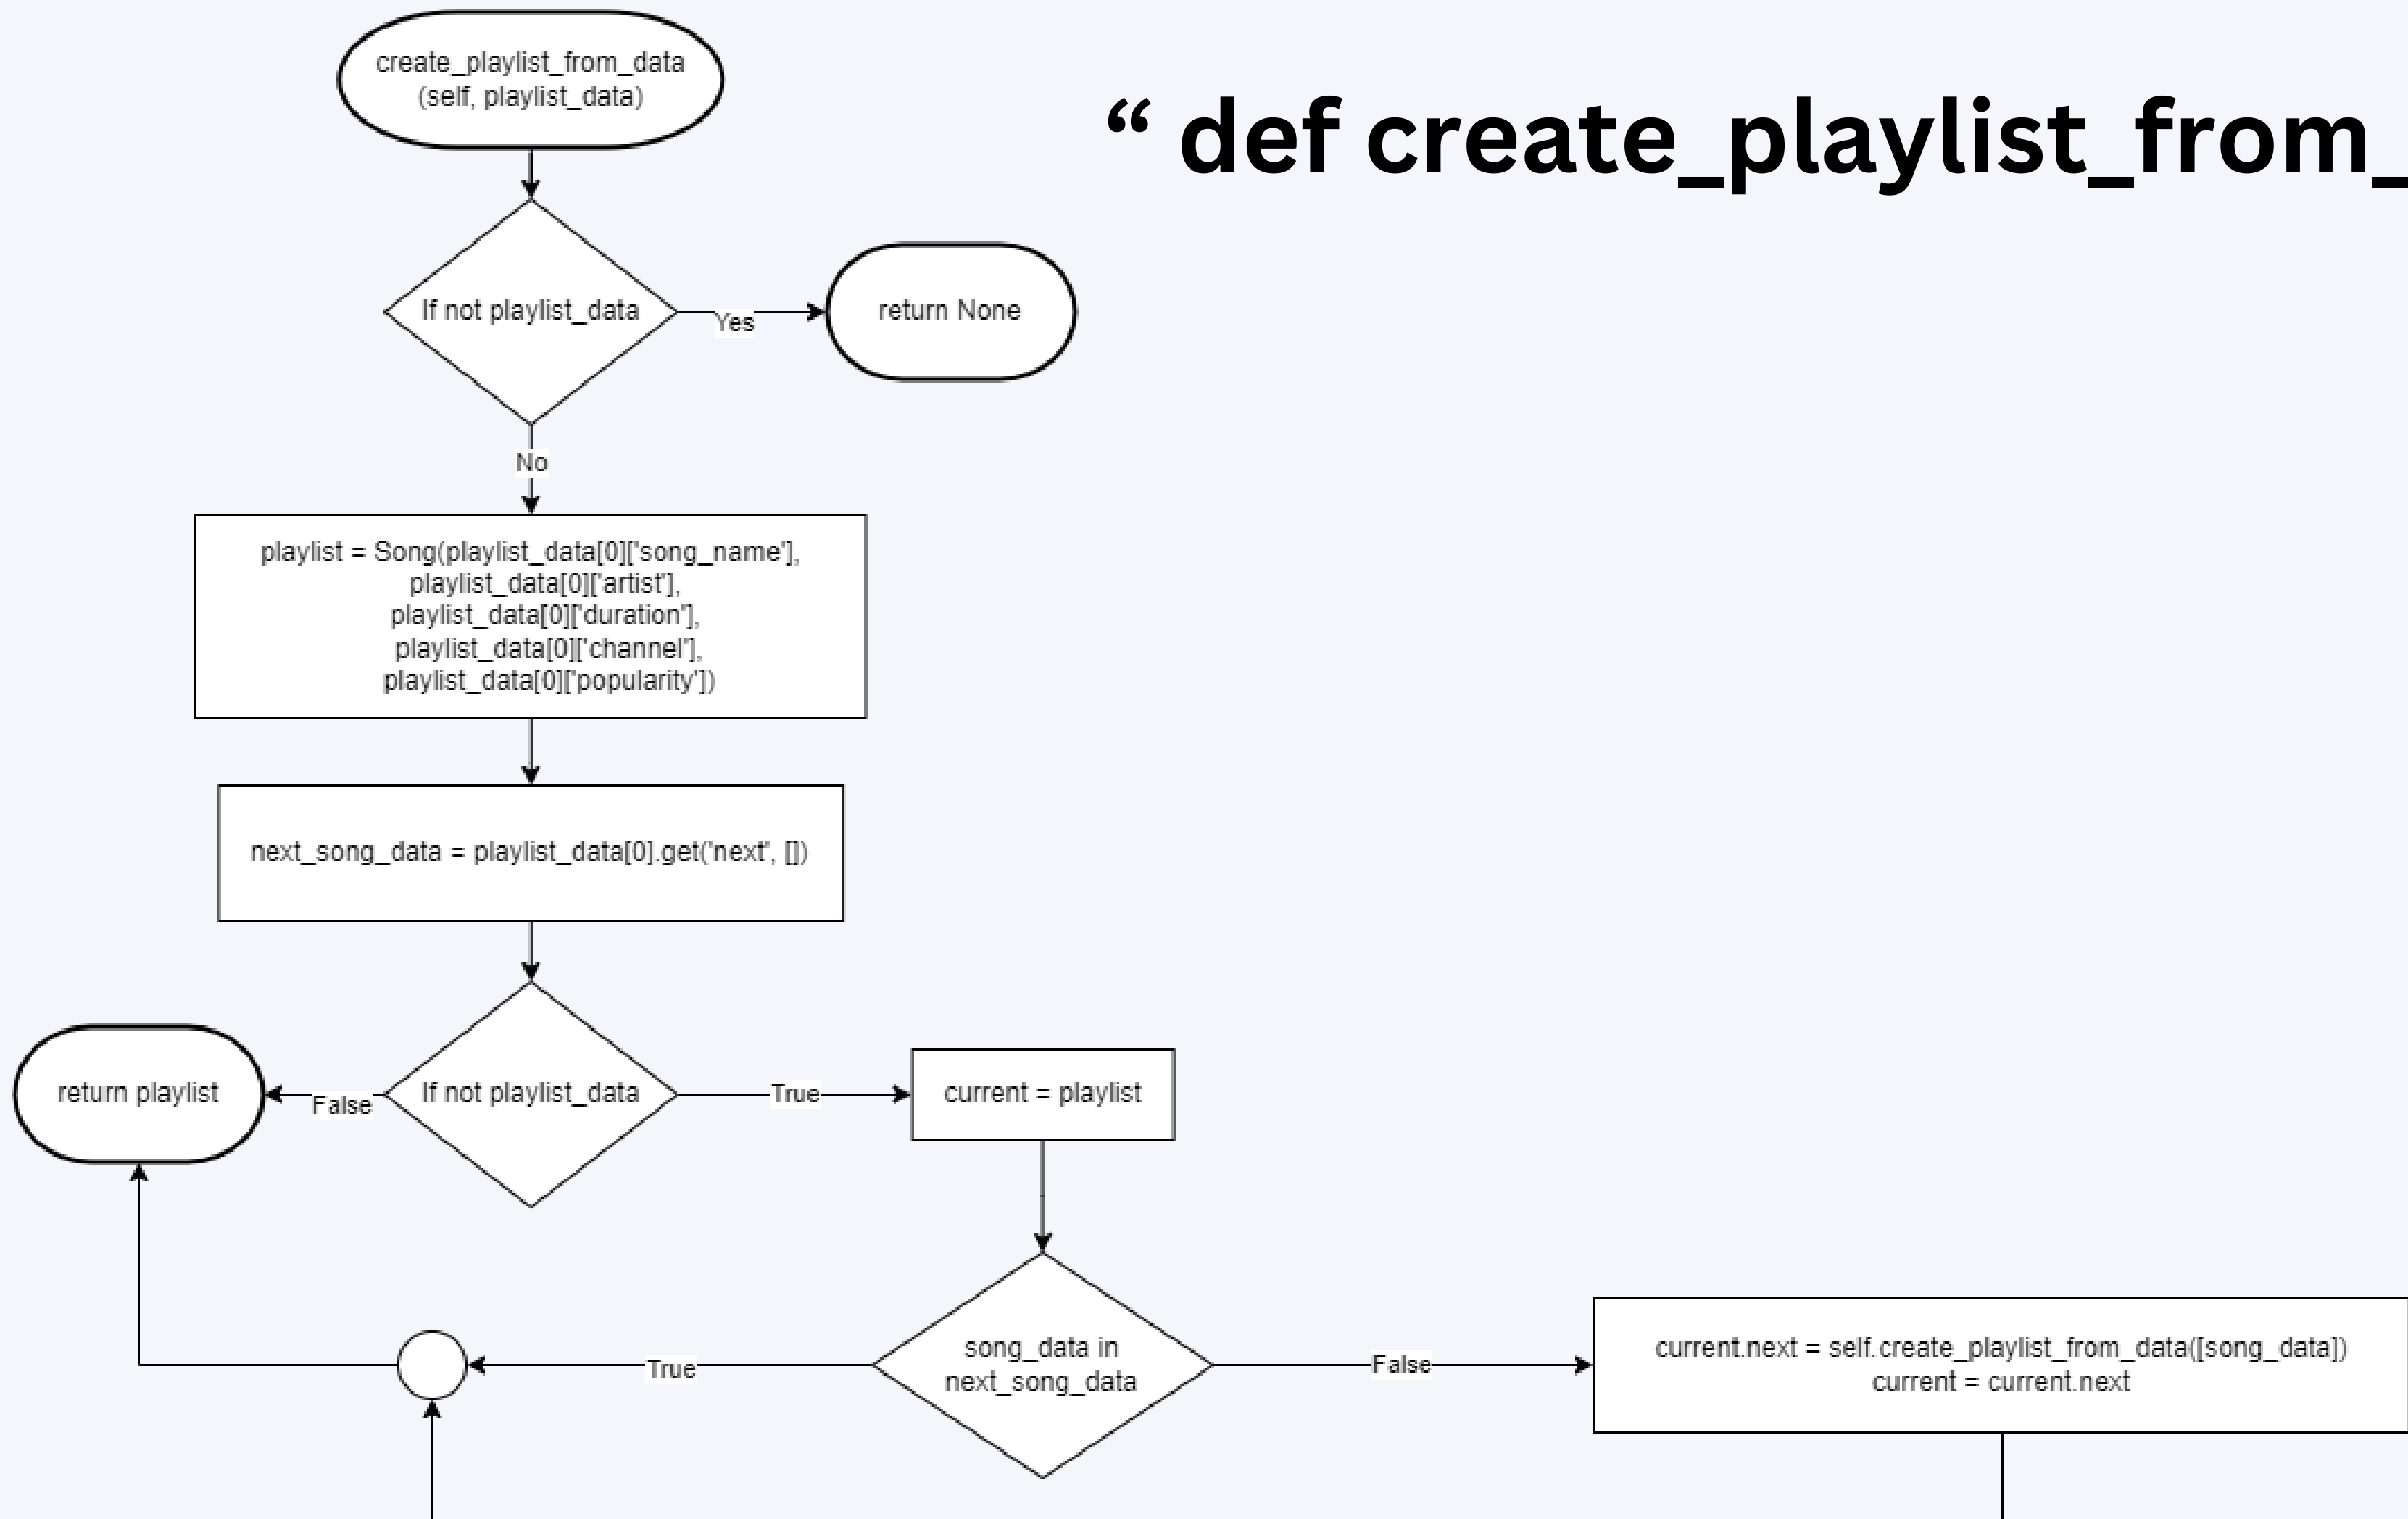 create_playlist_from_data
(self, playlist_data)
“ def create_playlist_from_
If not playlist_data
Yes
return None
No
playlist = Song(playlist_data[0]['song_name'],
playlist_data[0]['artist'],
playlist_data[0]['duration'],
playlist_data[0]['channel'],
playlist_data[0]['popularity'])
next_song_data = playlist_data[0].get('next', [])
return playlist
False
If not playlist_data
True
current = playlist
True
song_data in
next_song_data
False
current.next = self.create_playlist_from_data([song_data])
current = current.next